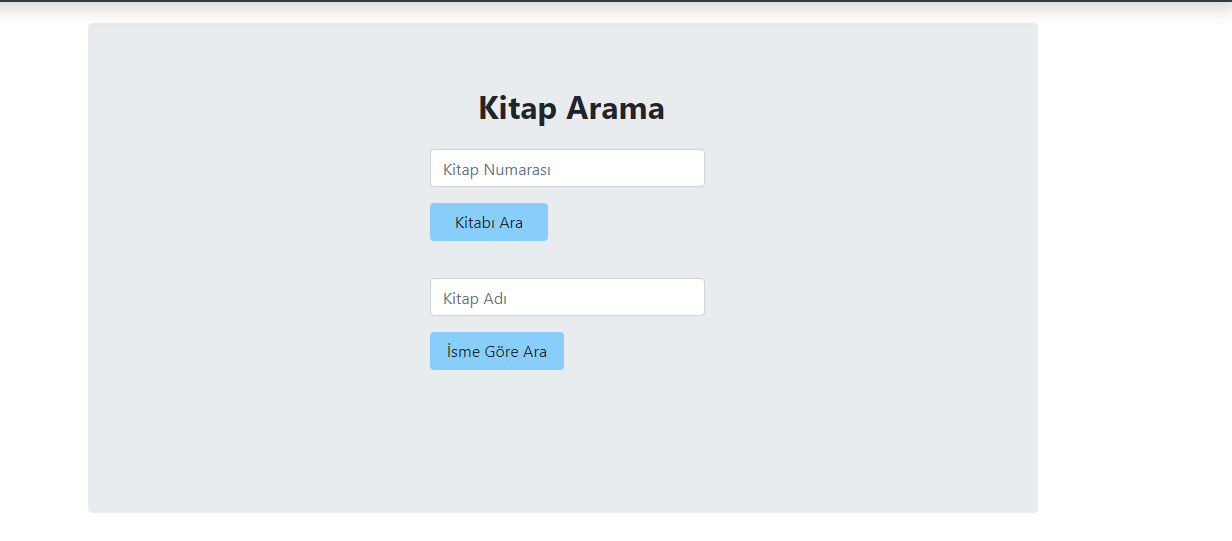 Kitap Arama
Kitap Numarası
Kitabı Ara
Kitap Adı
İsme Göre Ara